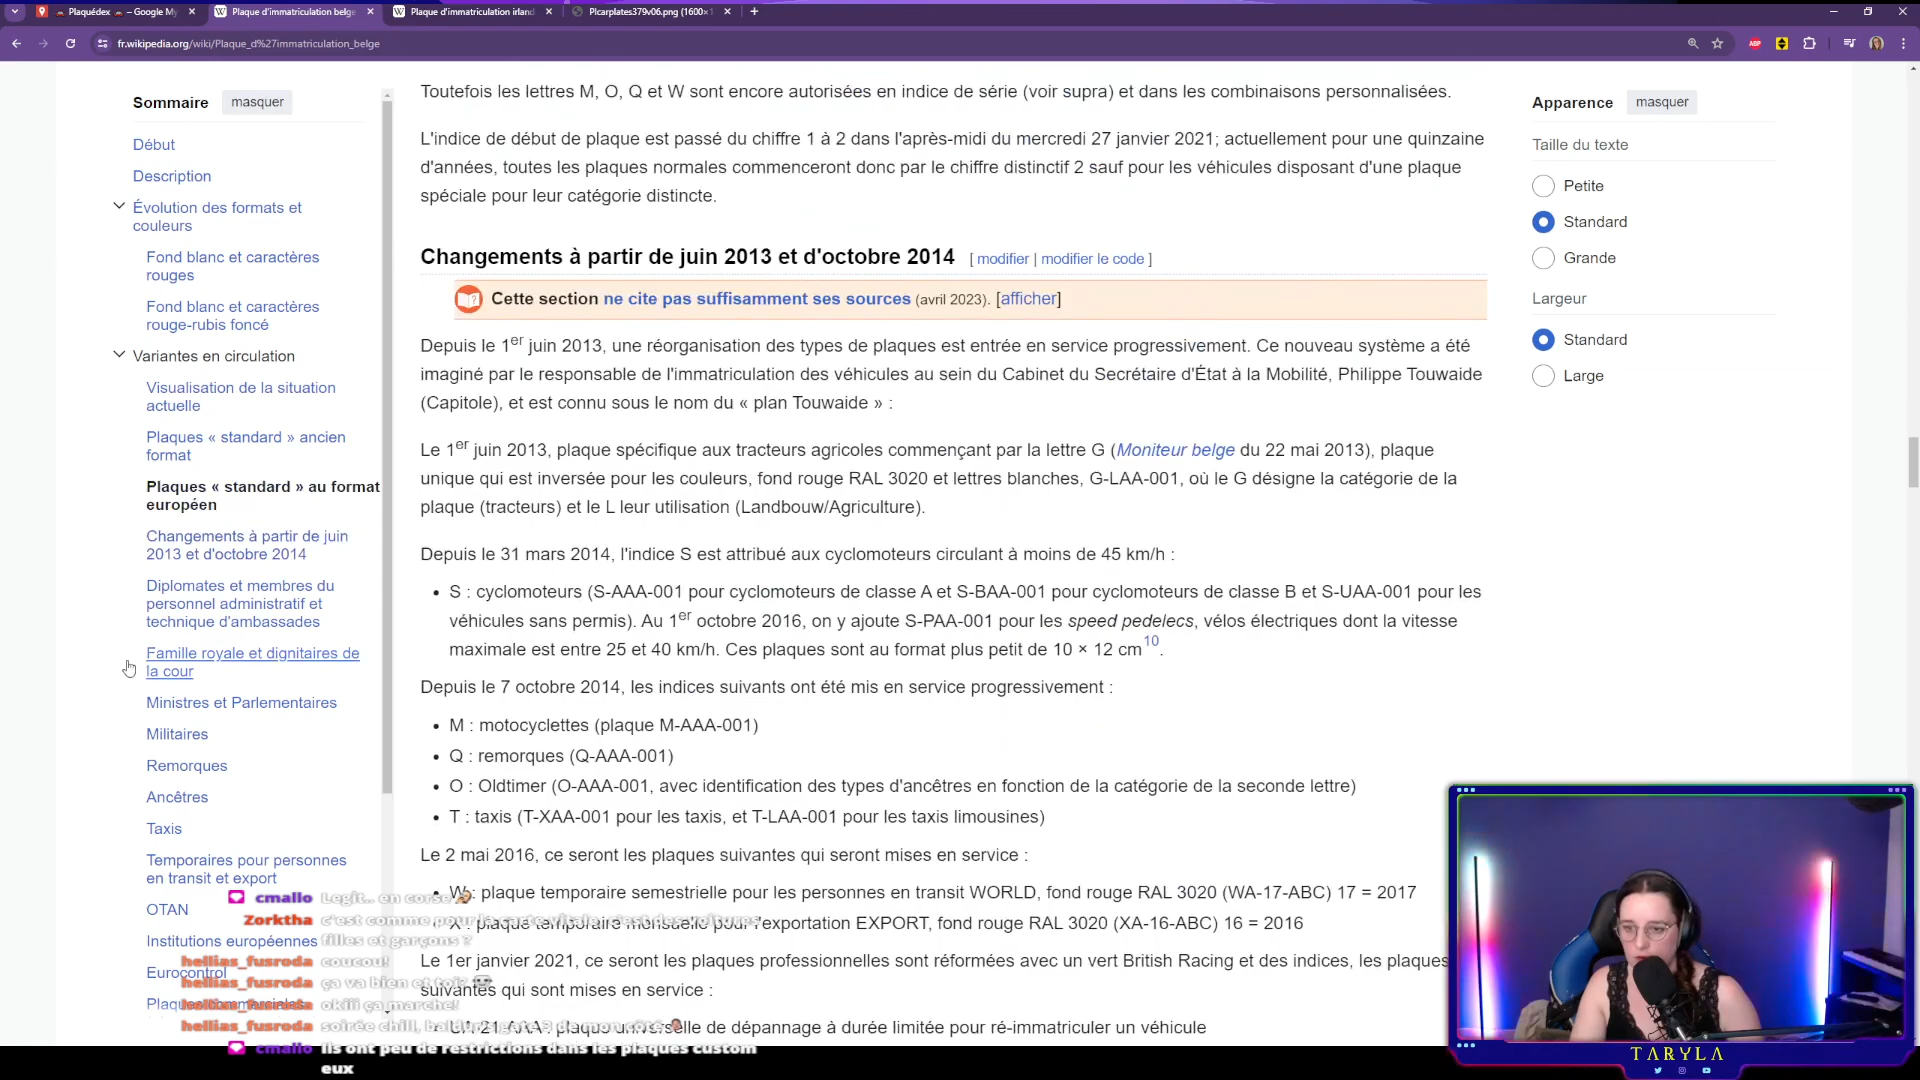 Plaquédex – Google My
Plaque d'immatriculation belge
Plaque d'immatriculation irland
Plcarplates379v06.png (1600×1
fr.wikipedia.org/wiki/Plaque_d%27immatriculation_belge
ABP
Sommaire masquer
Début
Description
Évolution des formats et
couleurs
Fond blanc et caractères
rouges
Fond blanc et caractères
rouge-rubis foncé
Variantes en circulation
Visualisation de la situation
actuelle
Plaques « standard » ancien
format
Plaques « standard » au format
européen
Changements à partir de juin
2013 et d'octobre 2014
Diplomates et membres du
personnel administratif et
technique d'ambassades
Famille royale et dignitaires de
la cour
Ministres et Parlementaires
Militaires
Remorques
Ancêtres
Taxis
Temporaires pour personnes
en transit et export
OTAN
Institutions européennes
Eurocontrol
Toutefois les lettres M, O, Q et W sont encore autorisées en indice de série (voir supra) et dans les combinaisons personnalisées.
L'indice de début de plaque est passé du chiffre 1 à 2 dans l'après-midi du mercredi 27 janvier 2021; actuellement pour une quinzaine
d'années, toutes les plaques normales commenceront donc par le chiffre distinctif 2 sauf pour les véhicules disposant d'une plaque
spéciale pour leur catégorie distincte.
Changements à partir de juin 2013 et d'octobre 2014 [ modifier | modifier le code ]
Cette section ne cite pas suffisamment ses sources (avril 2023). [afficher]
Depuis le 1er juin 2013, une réorganisation des types de plaques est entrée en service progressivement. Ce nouveau système a été
imaginé par le responsable de l'immatriculation des véhicules au sein du Cabinet du Secrétaire d'État à la Mobilité, Philippe Touwaide
(Capitole), et est connu sous le nom du « plan Touwaide » :
Le 1er juin 2013, plaque spécifique aux tracteurs agricoles commençant par la lettre G (Moniteur belge du 22 mai 2013), plaque
unique qui est inversée pour les couleurs, fond rouge RAL 3020 et lettres blanches, G-LAA-001, où le G désigne la catégorie de la
plaque (tracteurs) et le L leur utilisation (Landbouw/Agriculture).
Depuis le 31 mars 2014, l'indice S est attribué aux cyclomoteurs circulant à moins de 45 km/h :
• S : cyclomoteurs (S-AAA-001 pour cyclomoteurs de classe A et S-BAA-001 pour cyclomoteurs de classe B et S-UAA-001 pour les
véhicules sans permis). Au 1er octobre 2016, on y ajoute S-PAA-001 pour les speed pedelecs, vélos électriques dont la vitesse
maximale est entre 25 et 40 km/h. Ces plaques sont au format plus petit de 10 × 12 cm10.
Depuis le 7 octobre 2014, les indices suivants ont été mis en service progressivement :
• M : motocyclettes (plaque M-AAA-001)
• Q : remorques (Q-AAA-001)
• O : Oldtimer (O-AAA-001, avec identification des types d'ancêtres en fonction de la catégorie de la seconde lettre)
• T : taxis (T-XAA-001 pour les taxis, et T-LAA-001 pour les taxis limousines)
Le 2 mai 2016, ce seront les plaques suivantes qui seront mises en service :
• W : plaque temporaire semestrielle pour les personnes en transit WORLD, fond rouge RAL 3020 (WA-17-ABC) 17 = 2017
• X : plaque temporaire mensuelle pour l'exportation EXPORT, fond rouge RAL 3020 (XA-16-ABC) 16 = 2016
Le 1er janvier 2021, ce seront les plaques professionnelles sont réformées avec un vert British Racing et des indices, les plaques
suivantes qui sont mises en service :
plaque universelle de dépannage à durée limitée pour ré-immatriculer un véhicule
Apparence masquer
Taille du texte
Petite
Standard
Grande
Largeur
Standard
Large
cmallo Legit.. en corse
Zorktha c'est comme pour la carte vitale, c'est des voitures
filles et garçons ?
hellias_fusroda coucou!
hellias_fusroda ça va bien et toi?
hellias_fusroda okiii ça marche!
hellias_fusroda soirée chill, baldur's gate 3 de mon côté
cmallo Ils ont peu de restrictions dans les plaques custom
eux
TARYLA